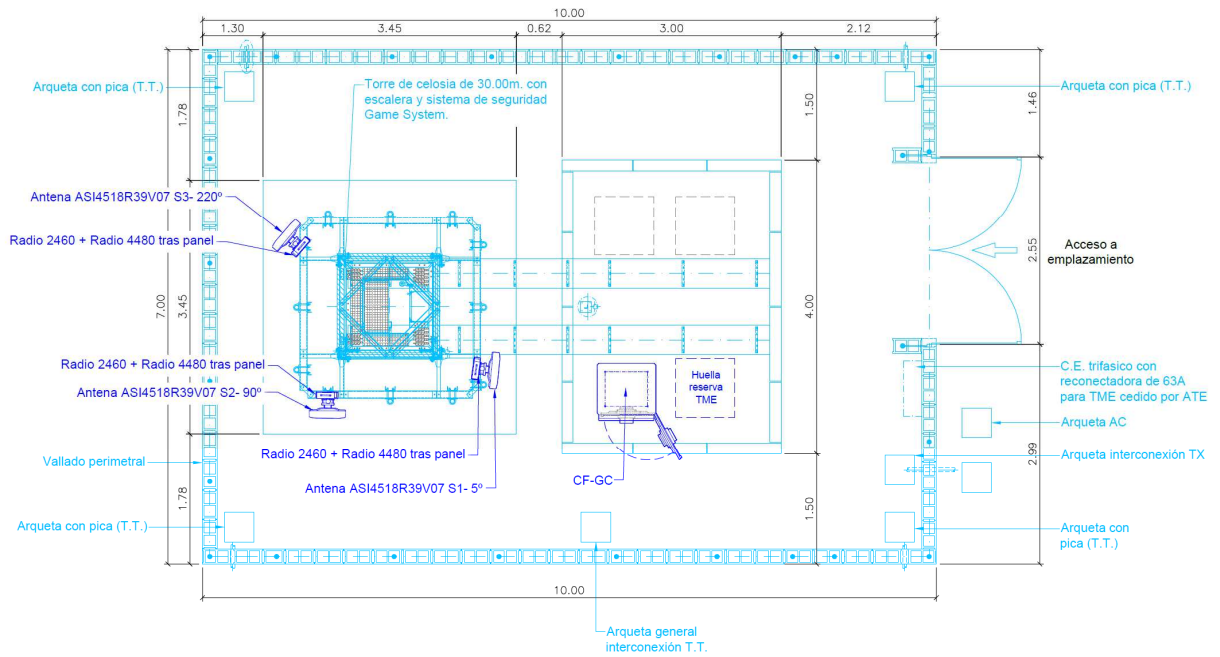 10.00
1.30
3.45
0.62
3.00
2.12
Arqueta con pica (T.T.)
Torre de celosia de 30.00m. con
escalera y sistema de seguridad
Game System.
Arqueta con pica (T.T.)
1.78
1.50
1.46
Antena ASI4518R39V07 S3- 220º
Radio 2460 + Radio 4480 tras panel
Acceso a
emplazamiento
7.00
3.45
4.00
2.55
Radio 2460 + Radio 4480 tras panel
Antena ASI4518R39V07 S2- 90º
Huella
reserva
TME
C.E. trifasico con
reconectadora de 63A
para TME cedido por ATE
Arqueta AC
Radio 2460 + Radio 4480 tras panel
Arqueta interconexión TX
Vallado perimetral
Antena ASI4518R39V07 S1- 5º
CF-GC
2.99
1.78
1.50
Arqueta con pica (T.T.)
Arqueta con
pica (T.T.)
10.00
Arqueta general
interconexión T.T.